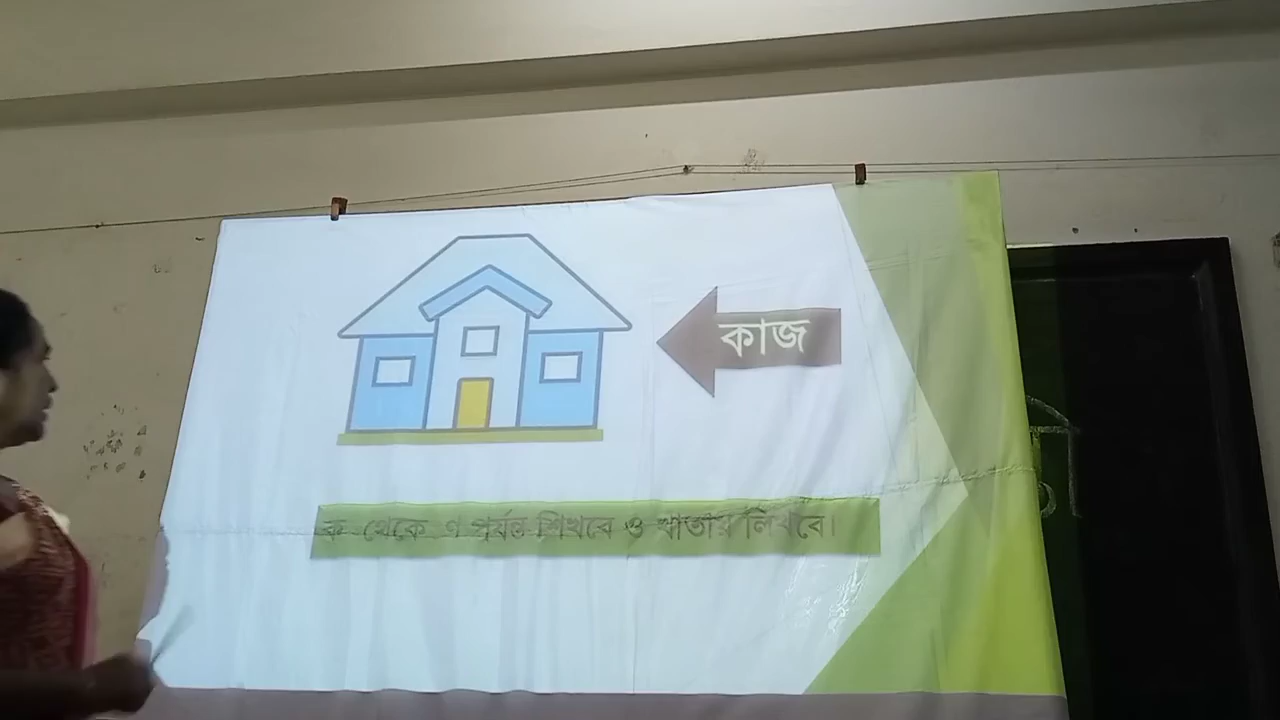 কাজ
ক থেকে ণ পর্যন্ত শিখবে ও খাতায় লিখবে।